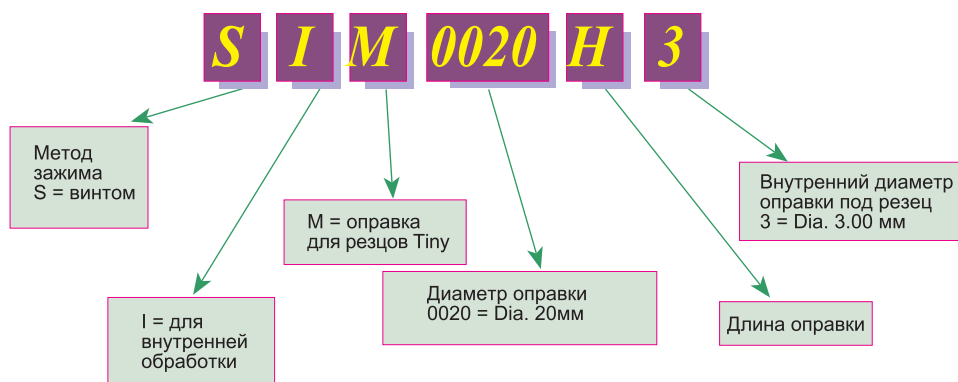 S I M 0020 H 3
Метод
зажима
S = винтом
I = для
внутренней
обработки
M = оправка
для резцов Tiny
Диаметр оправки
0020 = Dia. 20мм
Длина оправки
Внутренний диаметр
оправки под резец
3 = Dia. 3.00 мм